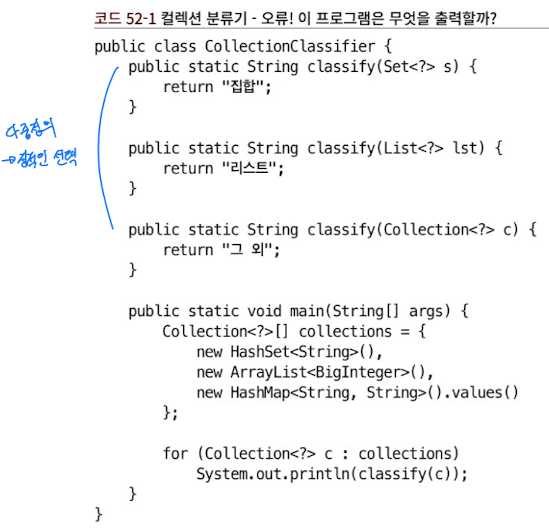 코드 52-1 컬렉션 분류기 - 오류! 이 프로그램은 무엇을 출력할까?
public class CollectionClassifier {
    public static String classify(Set<?> s) {
        return "집합";
    }

    public static String classify(List<?> lst) {
        return "리스트";
    }

    public static String classify(Collection<?> c) {
        return "그 외";
    }

    public static void main(String[] args) {
        Collection<?>[] collections = {
            new HashSet<String>(),
            new ArrayList<BigInteger>(),
            new HashMap<String, String>().values()
        };

        for (Collection<?> c : collections)
            System.out.println(classify(c));
    }
}
다중정의
→ 정적인 선택